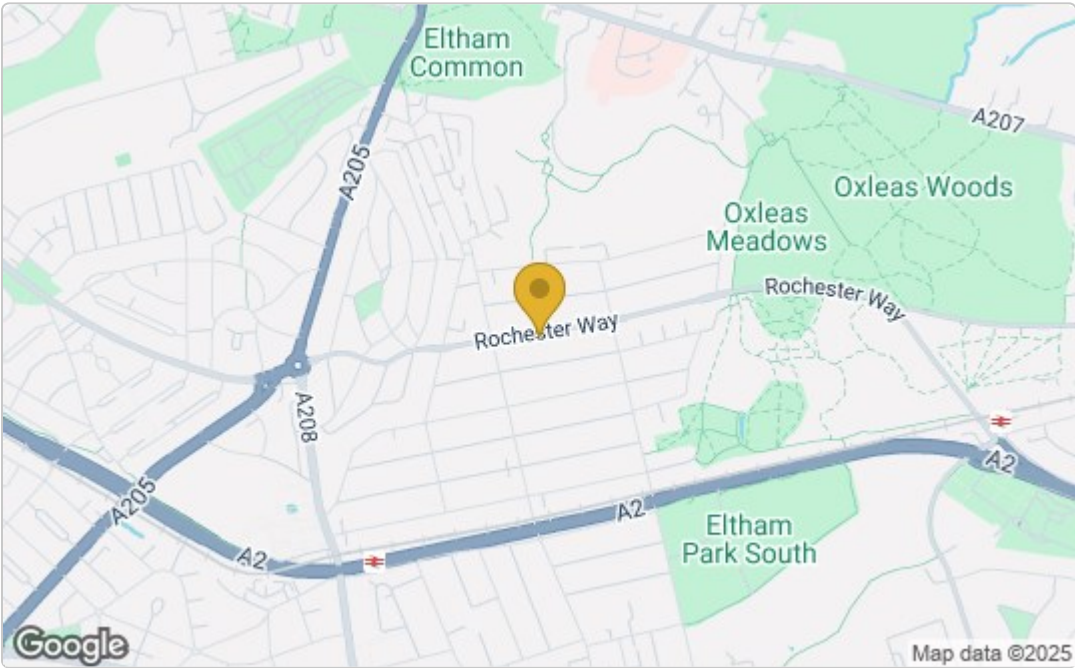 Eltham
Common
A205
A207
Oxleas Woods
Oxleas
Meadows
Rochester Way
Rochester Way
A208
A205
A2
A2
A2
Eltham
Park South
Google
Map data ©2025